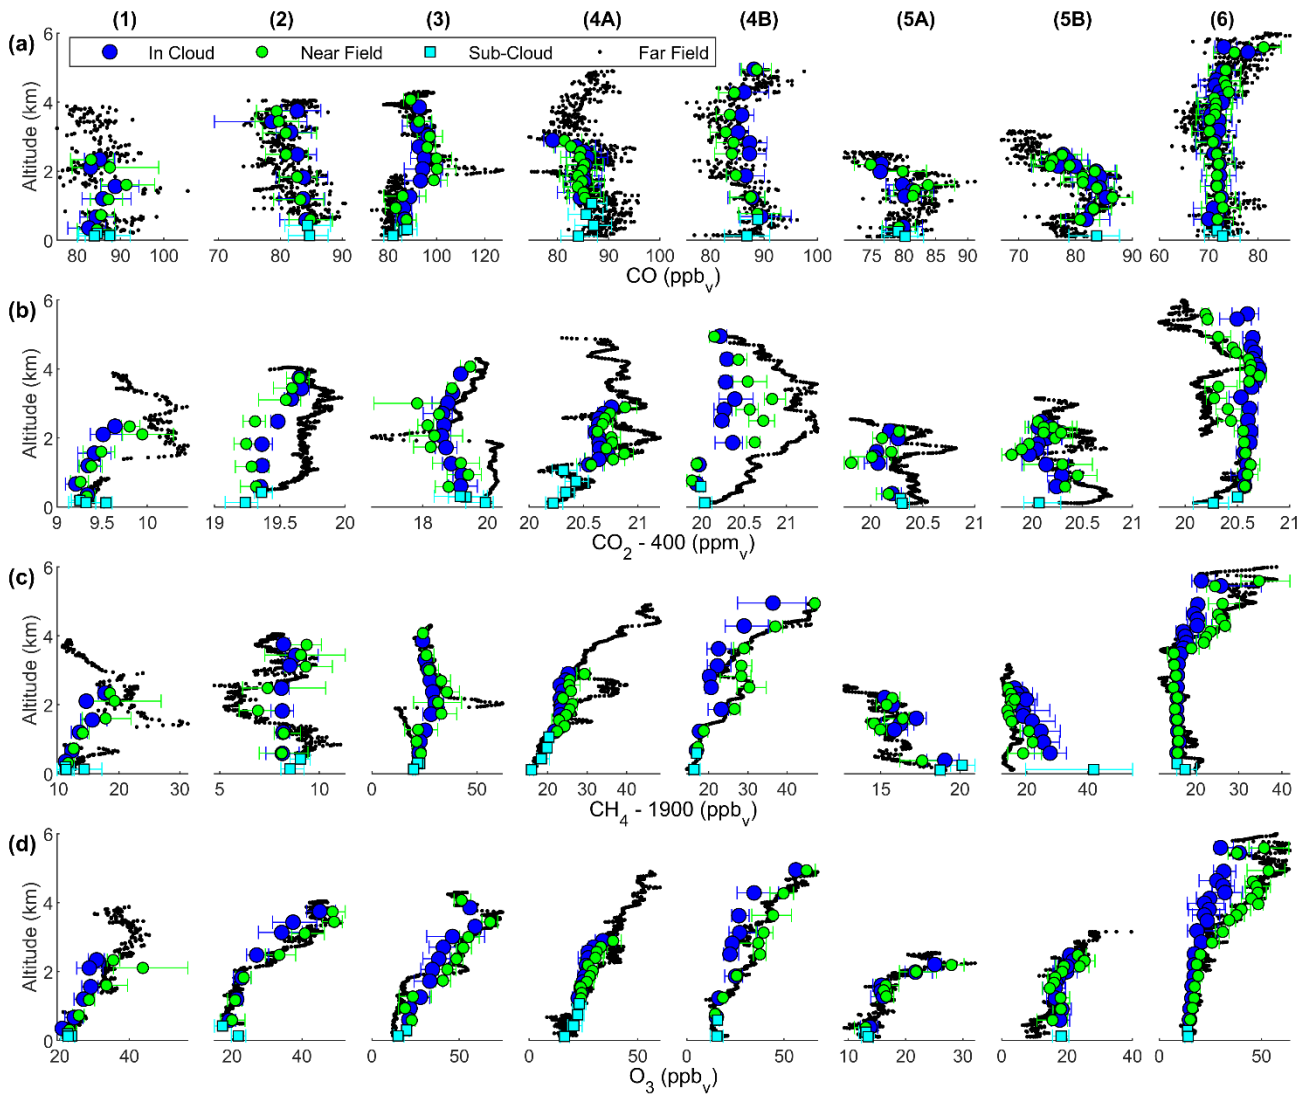 (1) (2) (3) (4A) (4B) (5A) (5B) (6)
(a)
In Cloud Near Field Sub-Cloud Far Field
Altitude (km)
6
4
2
0
80 90 100 60 70 80 90 80 100 120 70 80 90 100 80 90 100 75 80 85 90 70 80 90 60 70 80
CO (ppbv)
(b)
Altitude (km)
6
4
2
0
9 9.5 10 19 19.5 20 18 19 20 20 20.5 21 20 20.5 21 20 20.5 21 20 20.5 21 20 20.5 21
CO2 - 400 (ppmv)
(c)
Altitude (km)
6
4
2
0
10 20 30 5 10 0 20 40 60 20 30 40 20 30 40 15 20 20 40 20 30 40
CH4 - 1900 (ppbv)
(d)
Altitude (km)
6
4
2
0
20 40 20 40 0 50 0 50 0 50 10 20 30 0 20 40 0 50
O3 (ppbv)